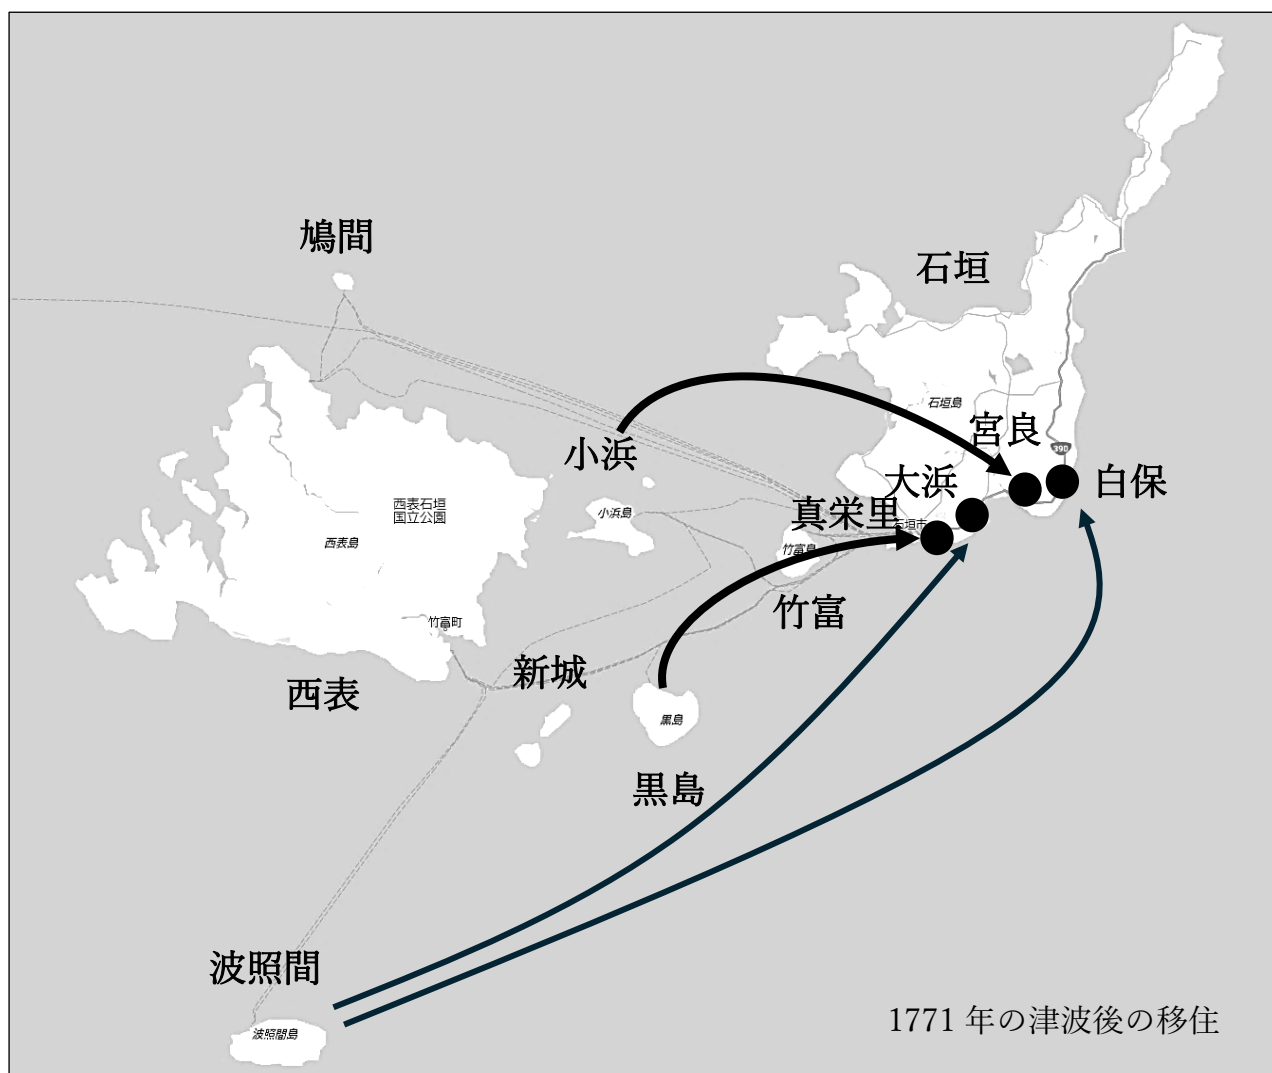 鳩間
石垣
石垣島
宮良
390
小浜
大浜
白保
西表石垣
国立公園
小浜島
真栄里
石垣市
西表島
竹富島
竹富町
竹富
新城
西表
黒島
黒島
波照間
1771 年の津波後の移住
波照間島